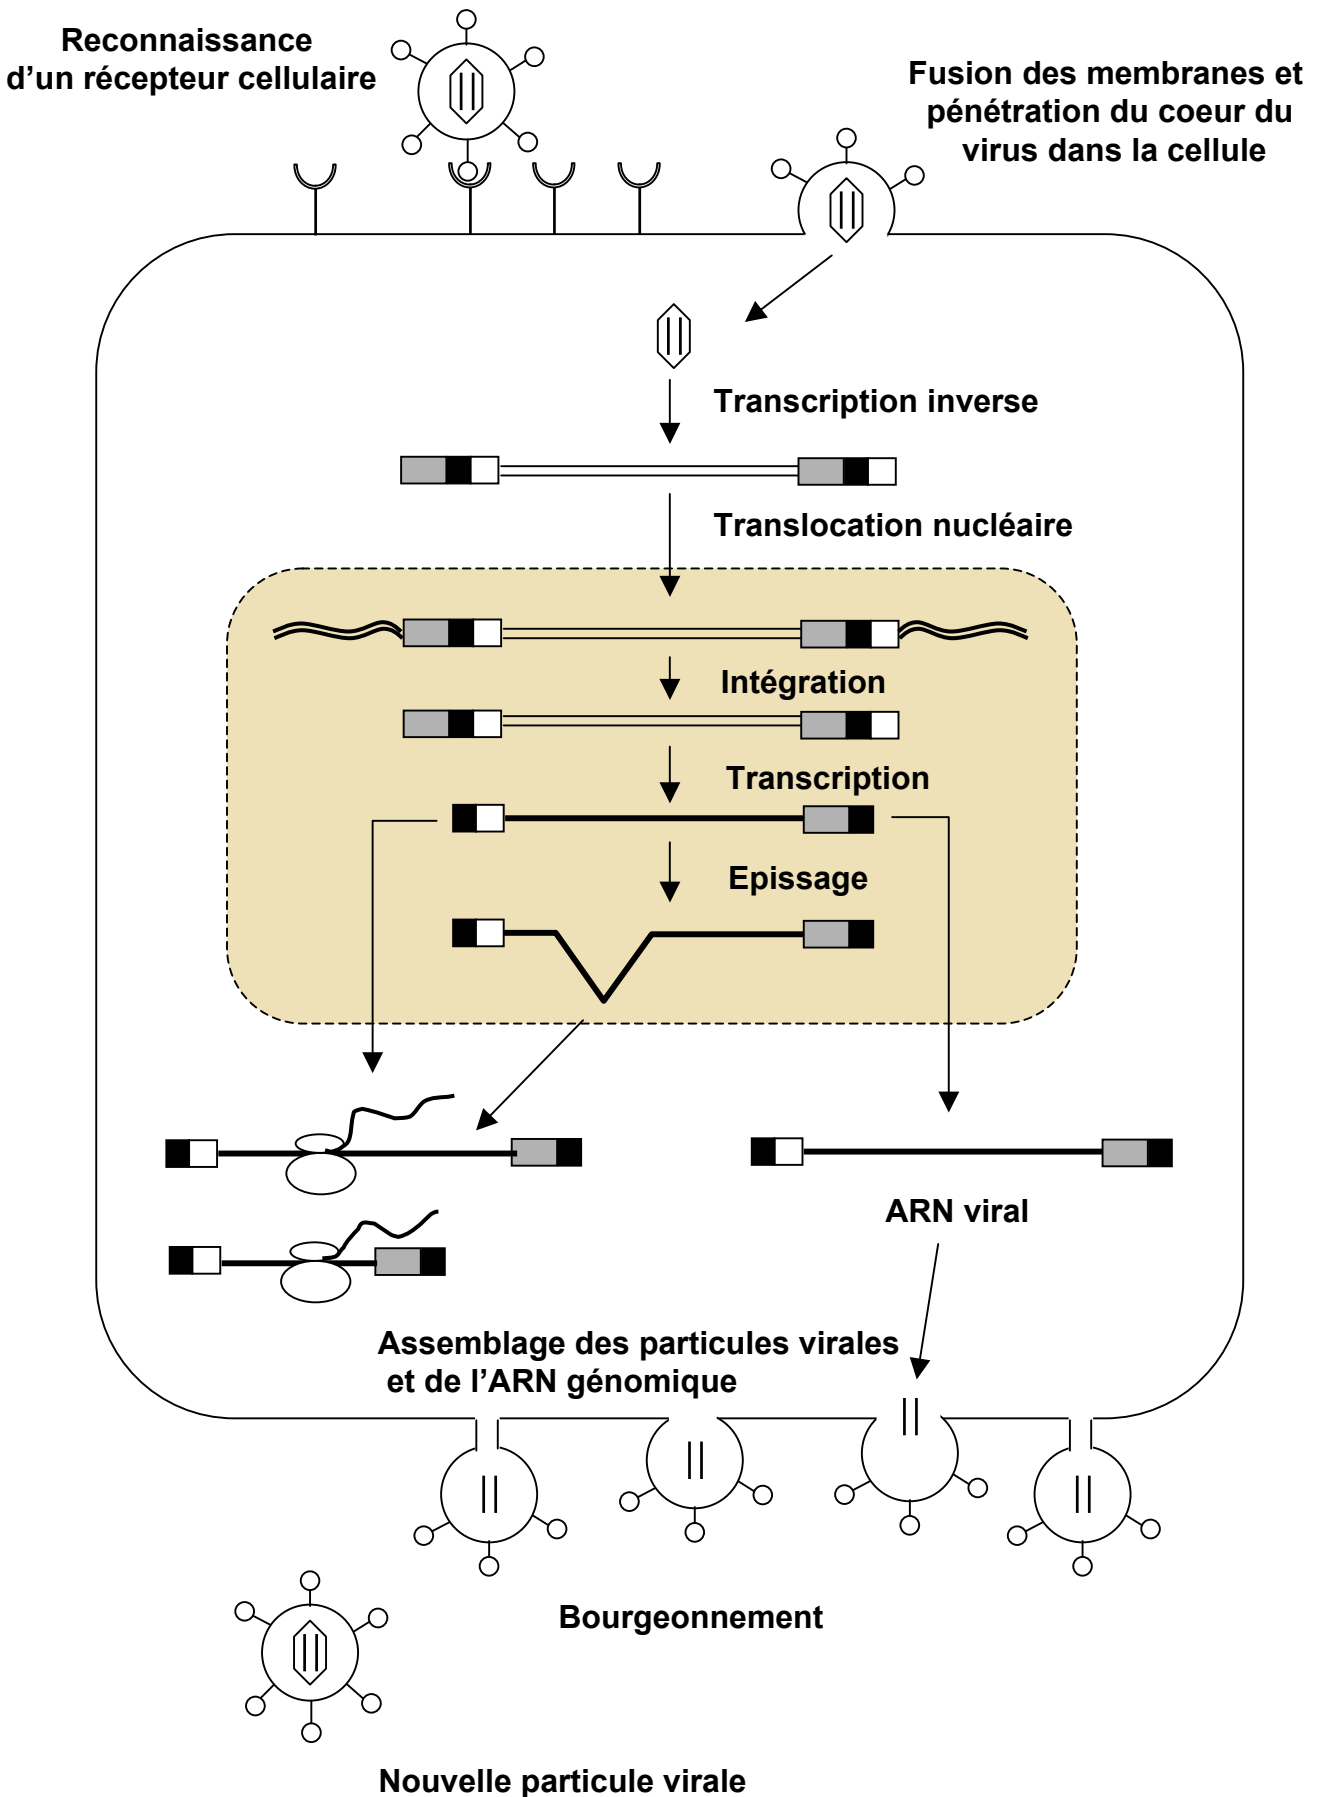 Reconnaissance
d’un récepteur cellulaire
Fusion des membranes et
pénétration du coeur du
virus dans la cellule
Transcription inverse
Translocation nucléaire
Intégration
Transcription
Epissage
ARN viral
Assemblage des particules virales
et de l’ARN génomique
Bourgeonnement
Nouvelle particule virale